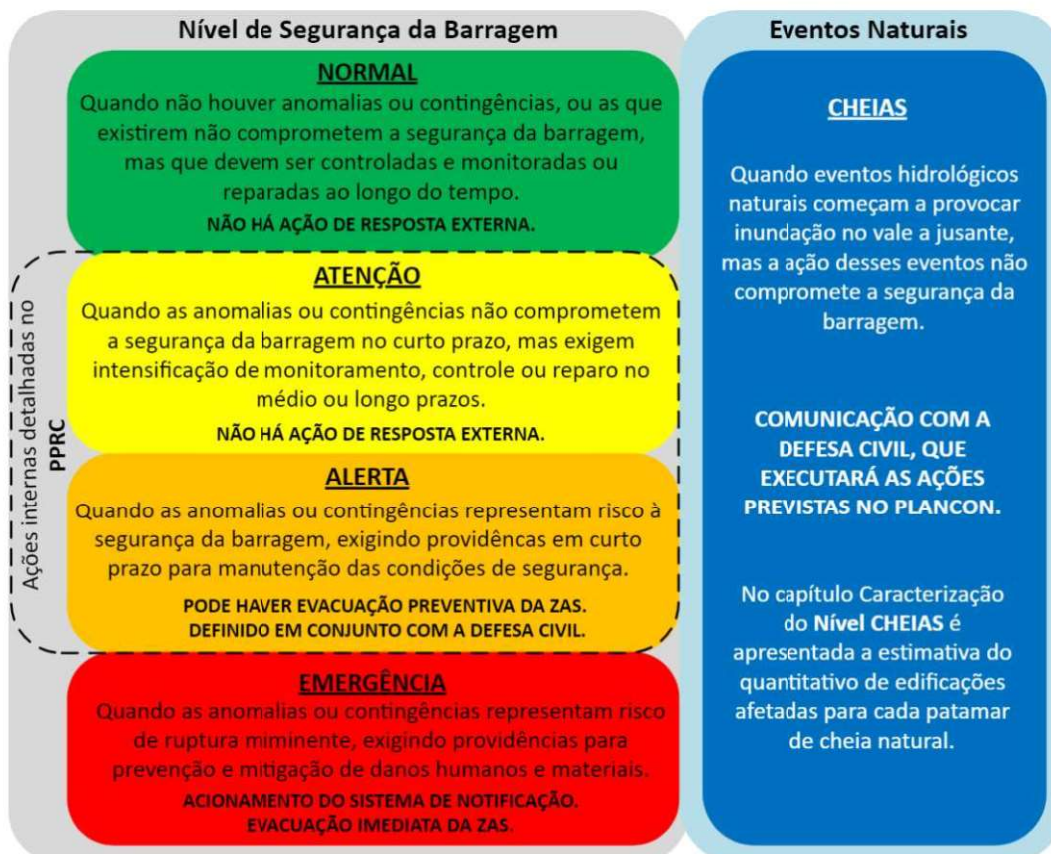 Nível de Segurança da Barragem
NORMAL
Quando não houver anomalias ou contingências, ou as que
existirem não comprometem a segurança da barragem,
mas que devem ser controladas e monitoradas ou
reparadas ao longo do tempo.
NÃO HÁ AÇÃO DE RESPOSTA EXTERNA.
Ações internas detalhadas no
PPRC
ATENÇÃO
Quando as anomalias ou contingências não comprometem
a segurança da barragem no curto prazo, mas exigem
intensificação de monitoramento, controle ou reparo no
médio ou longo prazos.
NÃO HÁ AÇÃO DE RESPOSTA EXTERNA.
ALERTA
Quando as anomalias ou contingências representam risco à
segurança da barragem, exigindo providências em curto
prazo para manutenção das condições de segurança.
PODE HAVER EVACUAÇÃO PREVENTIVA DA ZAS.
DEFINIDO EM CONJUNTO COM A DEFESA CIVIL.
EMERGÊNCIA
Quando as anomalias ou contingências representam risco
de ruptura miminente, exigindo providências para
prevenção e mitigação de danos humanos e materiais.
ACIONAMENTO DO SISTEMA DE NOTIFICAÇÃO.
EVACUAÇÃO IMEDIATA DA ZAS.
Eventos Naturais
CHEIAS
Quando eventos hidrológicos
naturais começam a provocar
inundação no vale a jusante,
mas a ação desses eventos não
compromete a segurança da
barragem.
COMUNICAÇÃO COM A
DEFESA CIVIL, QUE
EXECUTARÁ AS AÇÕES
PREVISTAS NO PLANCON.
No capítulo Caracterização
do Nível CHEIAS é
apresentada a estimativa do
quantitativo de edificações
afetadas para cada patamar
de cheia natural.